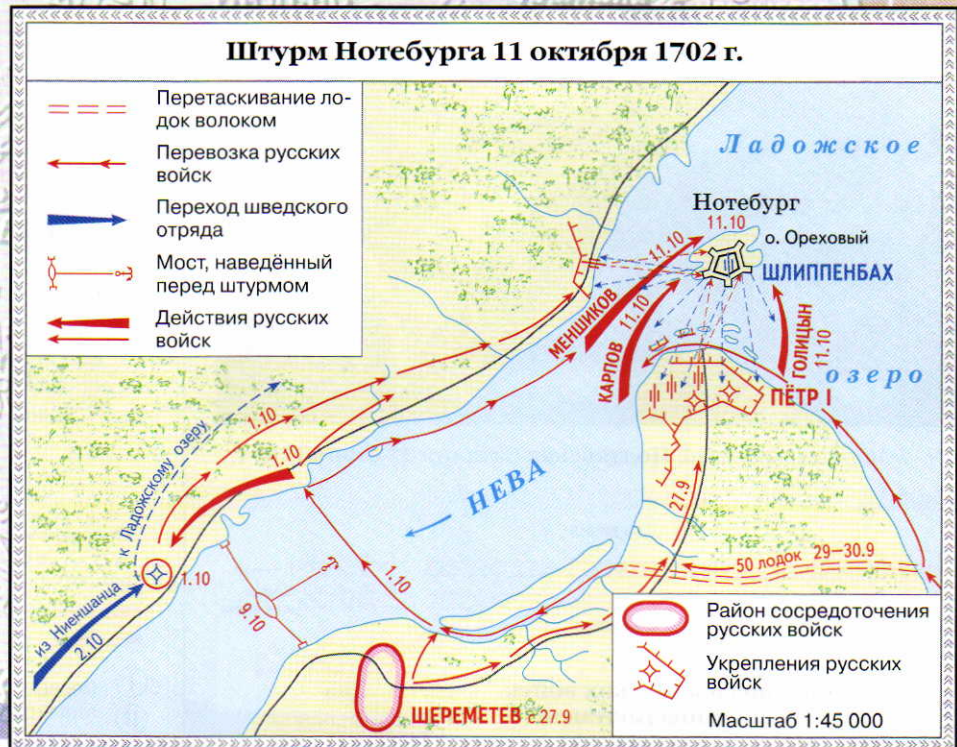 Штурм Нотебурга 11 октября 1702 г.
Перетаскивание ло-
док волоком
Перевозка русских
войск
Переход шведского
отряда
Мост, наведённый
перед штурмом
Действия русских
войск
Ладожское
озеро
Нотебург
11.10
о. Ореховый
ШЛИППЕНБАХ
МЕНШИКОВ
11.10
КАРПОВ
11.10
ГОЛИЦЫН
11.10
ПЁТР I
к Ладожскому озеру
1.10
1.10
НЕВА
27.9
из Ниеншанца
2.10
1.10
9.10
1.10
50 лодок 29–30.9
ШЕРЕМЕТЕВ с 27.9
Район сосредоточения
русских войск
Укрепления русских
войск
Масштаб 1:45 000